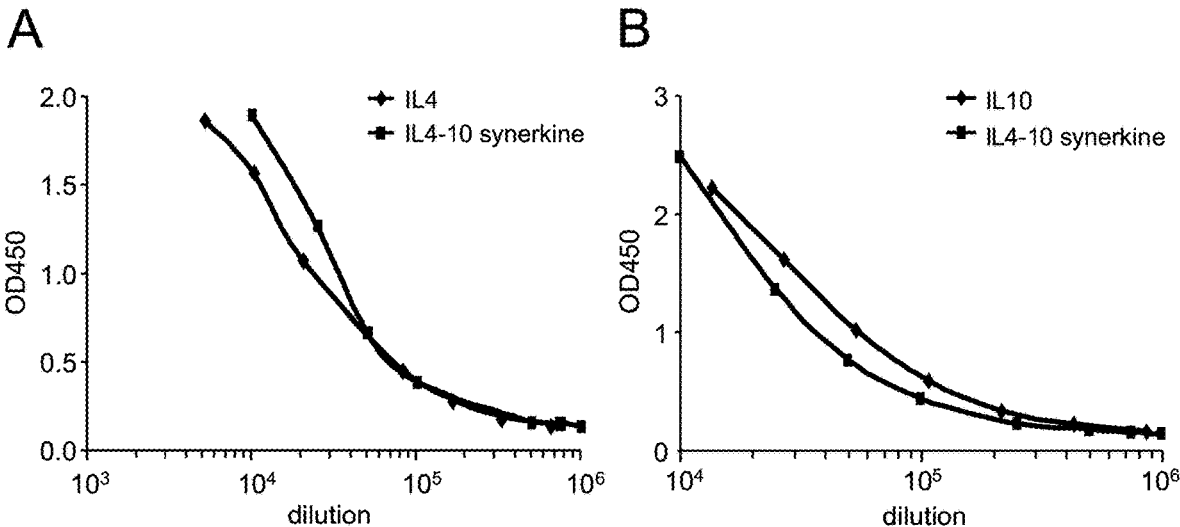 A
2.0
1.5
1.0
0.5
0.0
OD450
10³
10⁴
10⁵
10⁶
dilution
IL4
IL4-10 synerkine
B
3
2
1
0
OD450
10⁴
10⁵
10⁶
dilution
IL10
IL4-10 synerkine